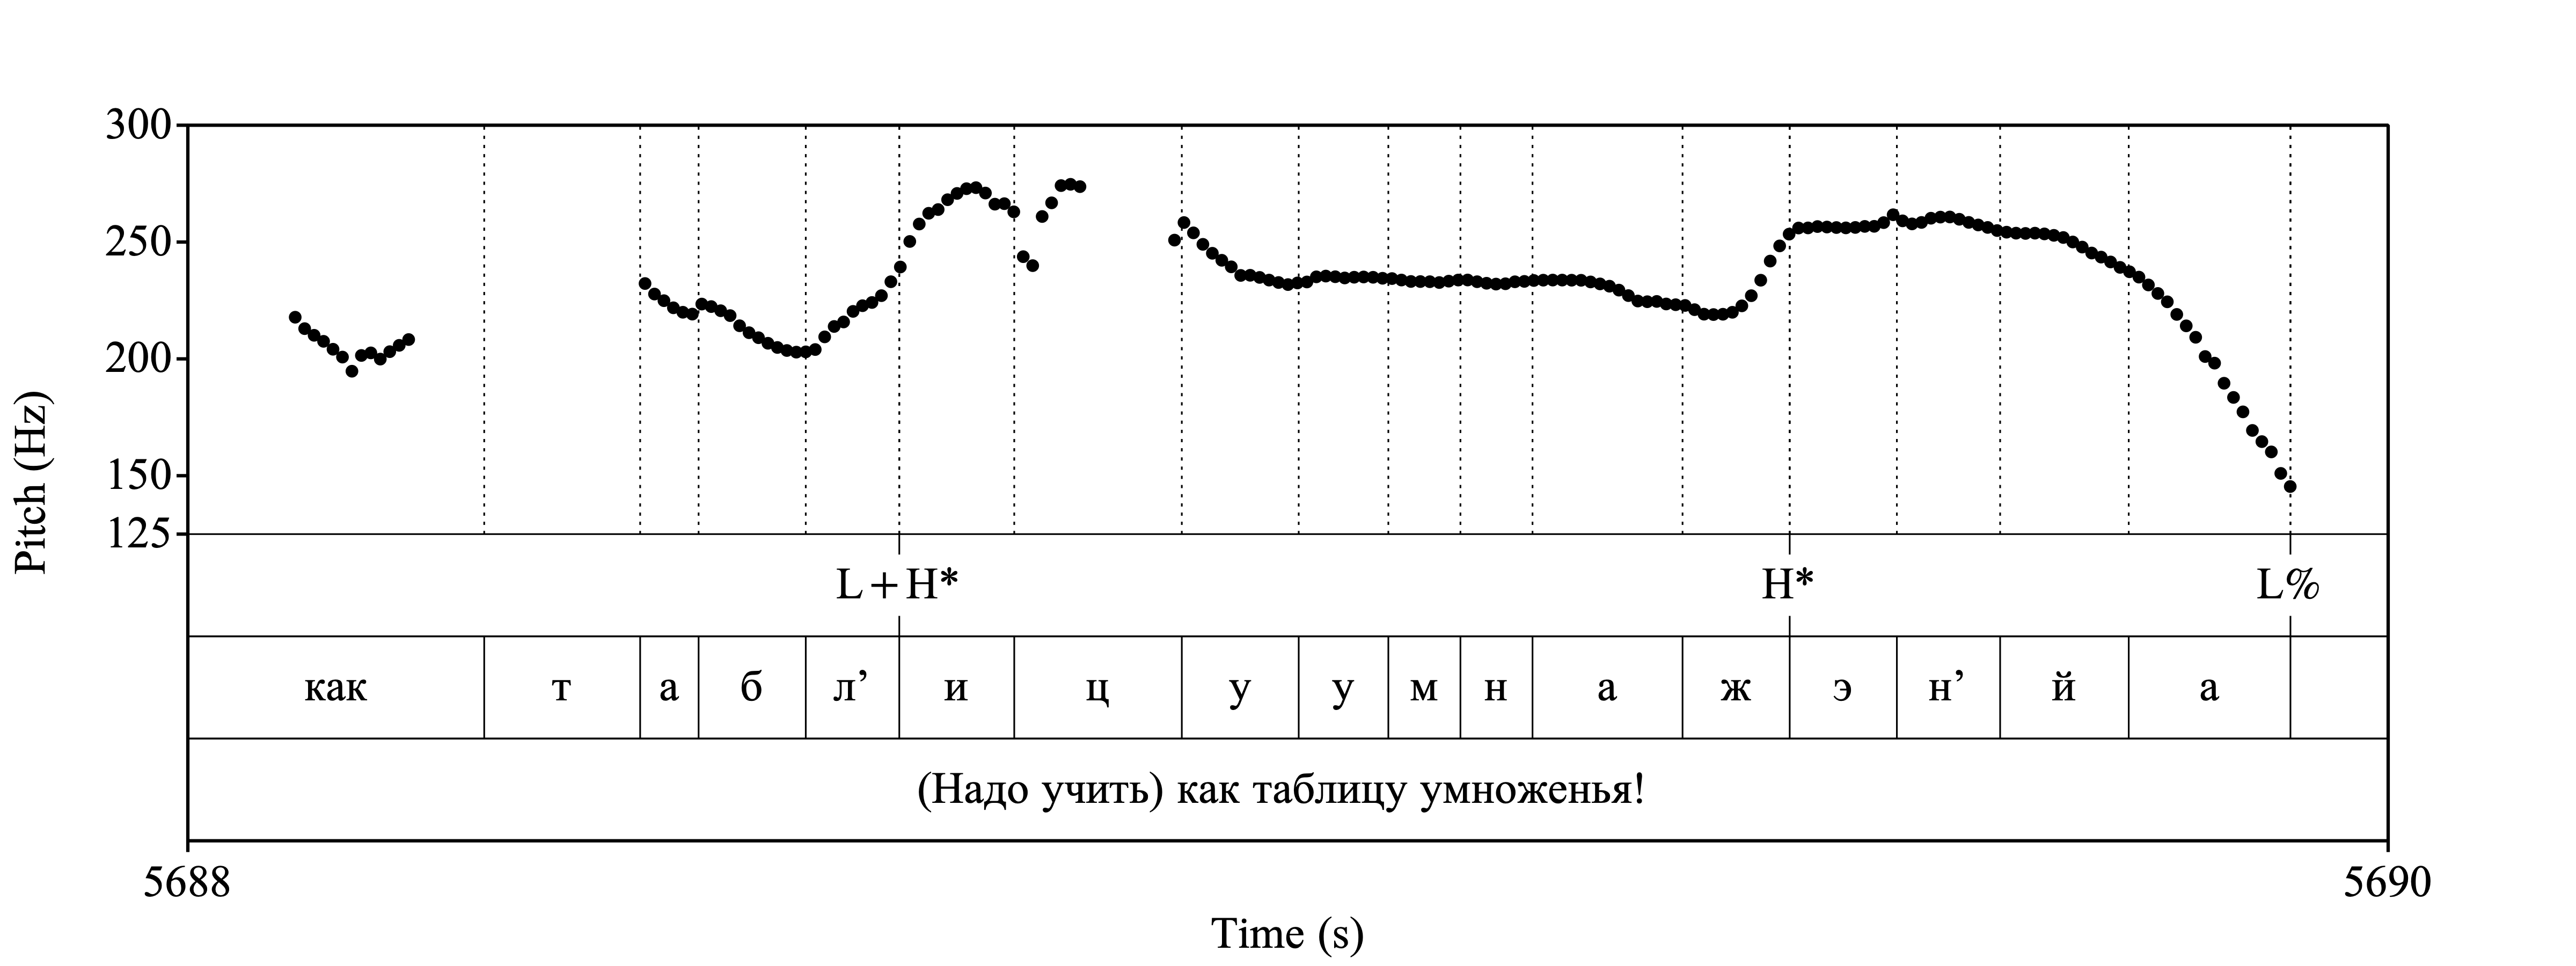 300
250
200
150
125
Pitch (Hz)
L+H* H* L%
как т а б л’ и ц у у м н а ж э н’ й а
(Надо учить) как таблицу умноженья!
5688 5690
Time (s)